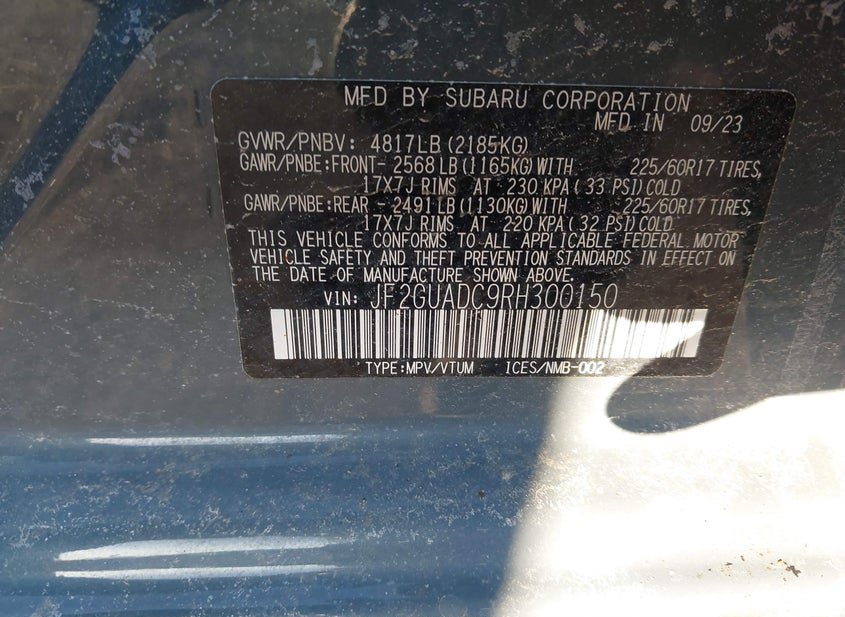 MFD BY SUBARU CORPORATION
MFD IN 09/23
GVWR/PNBV: 4817LB (2185KG)
GAWR/PNBE:FRONT- 2568 LB (1165KG) WITH 225/60R17 TIRES,
17X7J RIMS AT 230 KPA ( 33 PSI) COLD
GAWR/PNBE:REAR - 2491 LB (1130KG) WITH 225/60R17 TIRES,
17X7J RIMS AT 220 KPA ( 32 PSI) COLD
THIS VEHICLE CONFORMS TO ALL APPLICABLE FEDERAL MOTOR
VEHICLE SAFETY AND THEFT PREVENTION STANDARDS IN EFFECT ON
THE DATE OF MANUFACTURE SHOWN ABOVE.
VIN: JF2GUADC9RH300150
TYPE:MPV/VTUM ICES/NMB-002